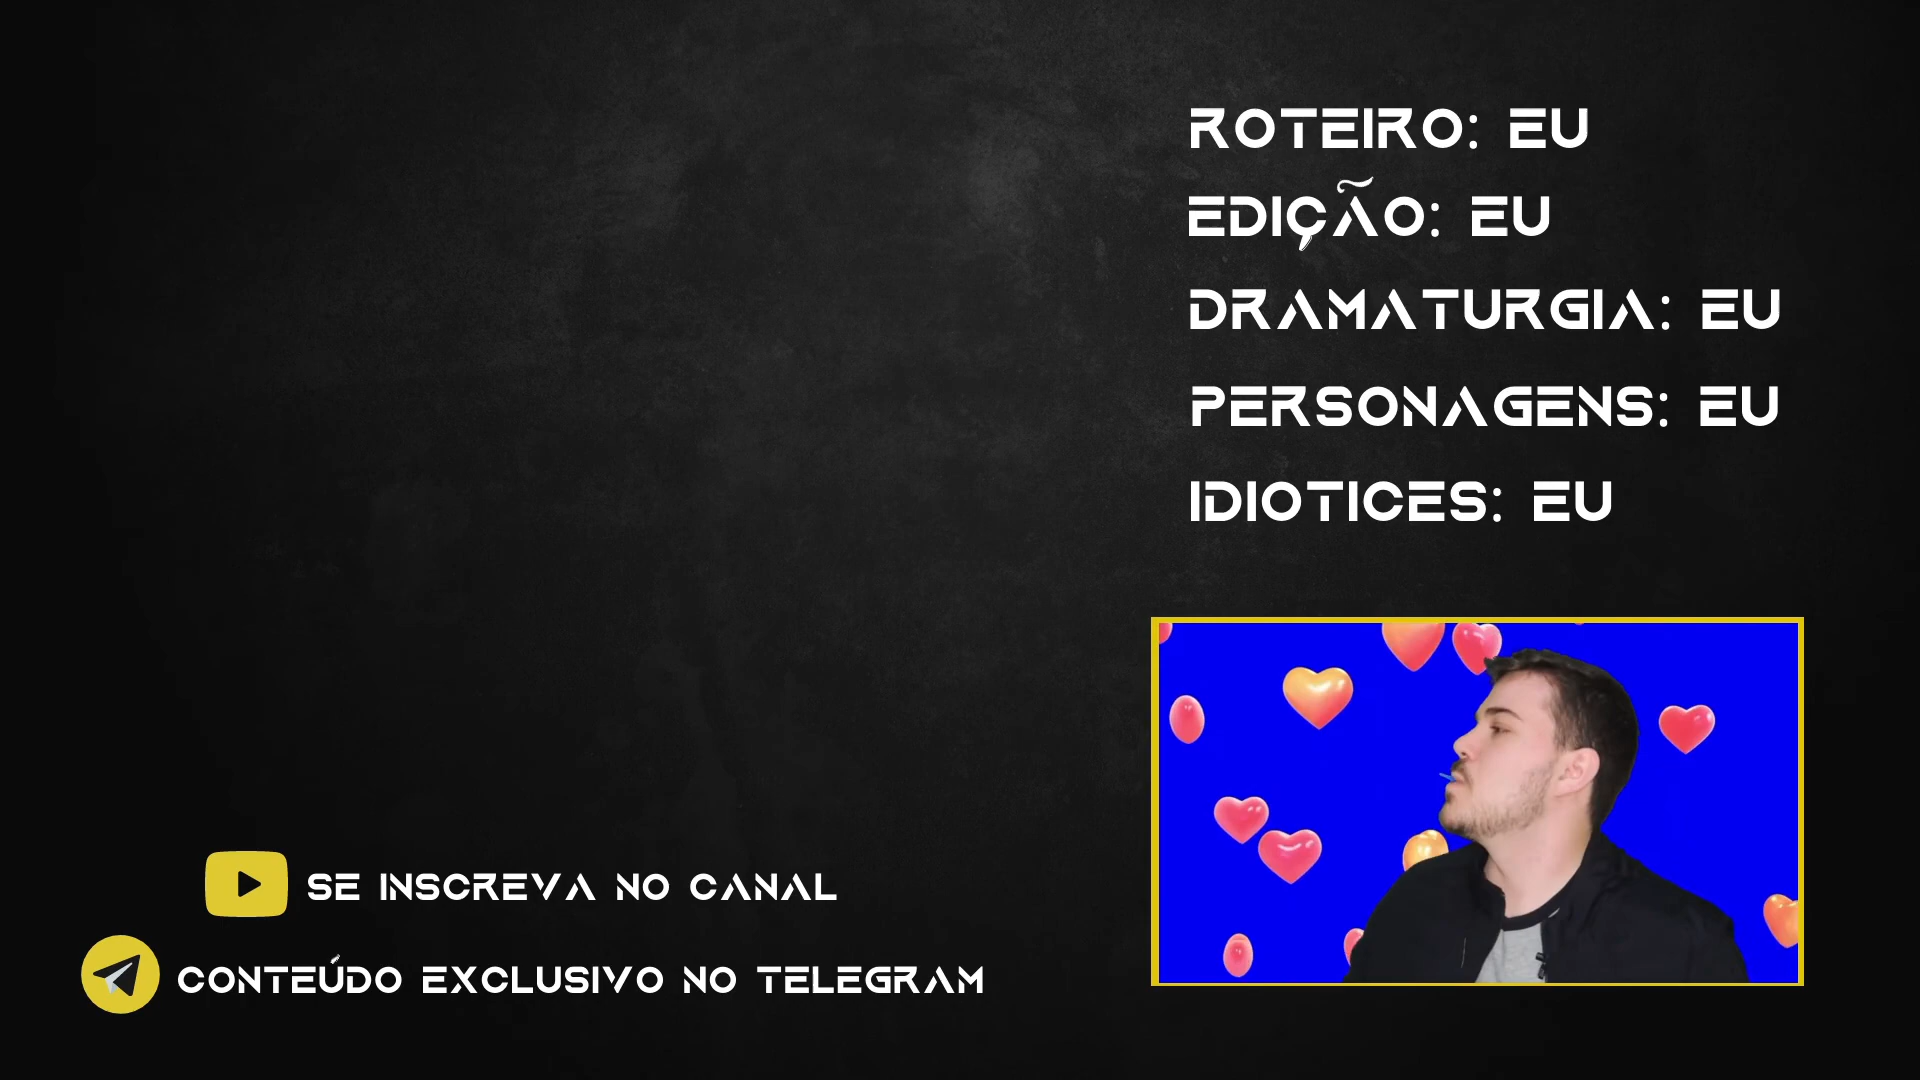 ROTEIRO: EU
EDIÇÃO: EU
DRAMATURGIA: EU
PERSONAGENS: EU
IDIOTICES: EU
SE INSCREVA NO CANAL
CONTEÚDO EXCLUSIVO NO TELEGRAM